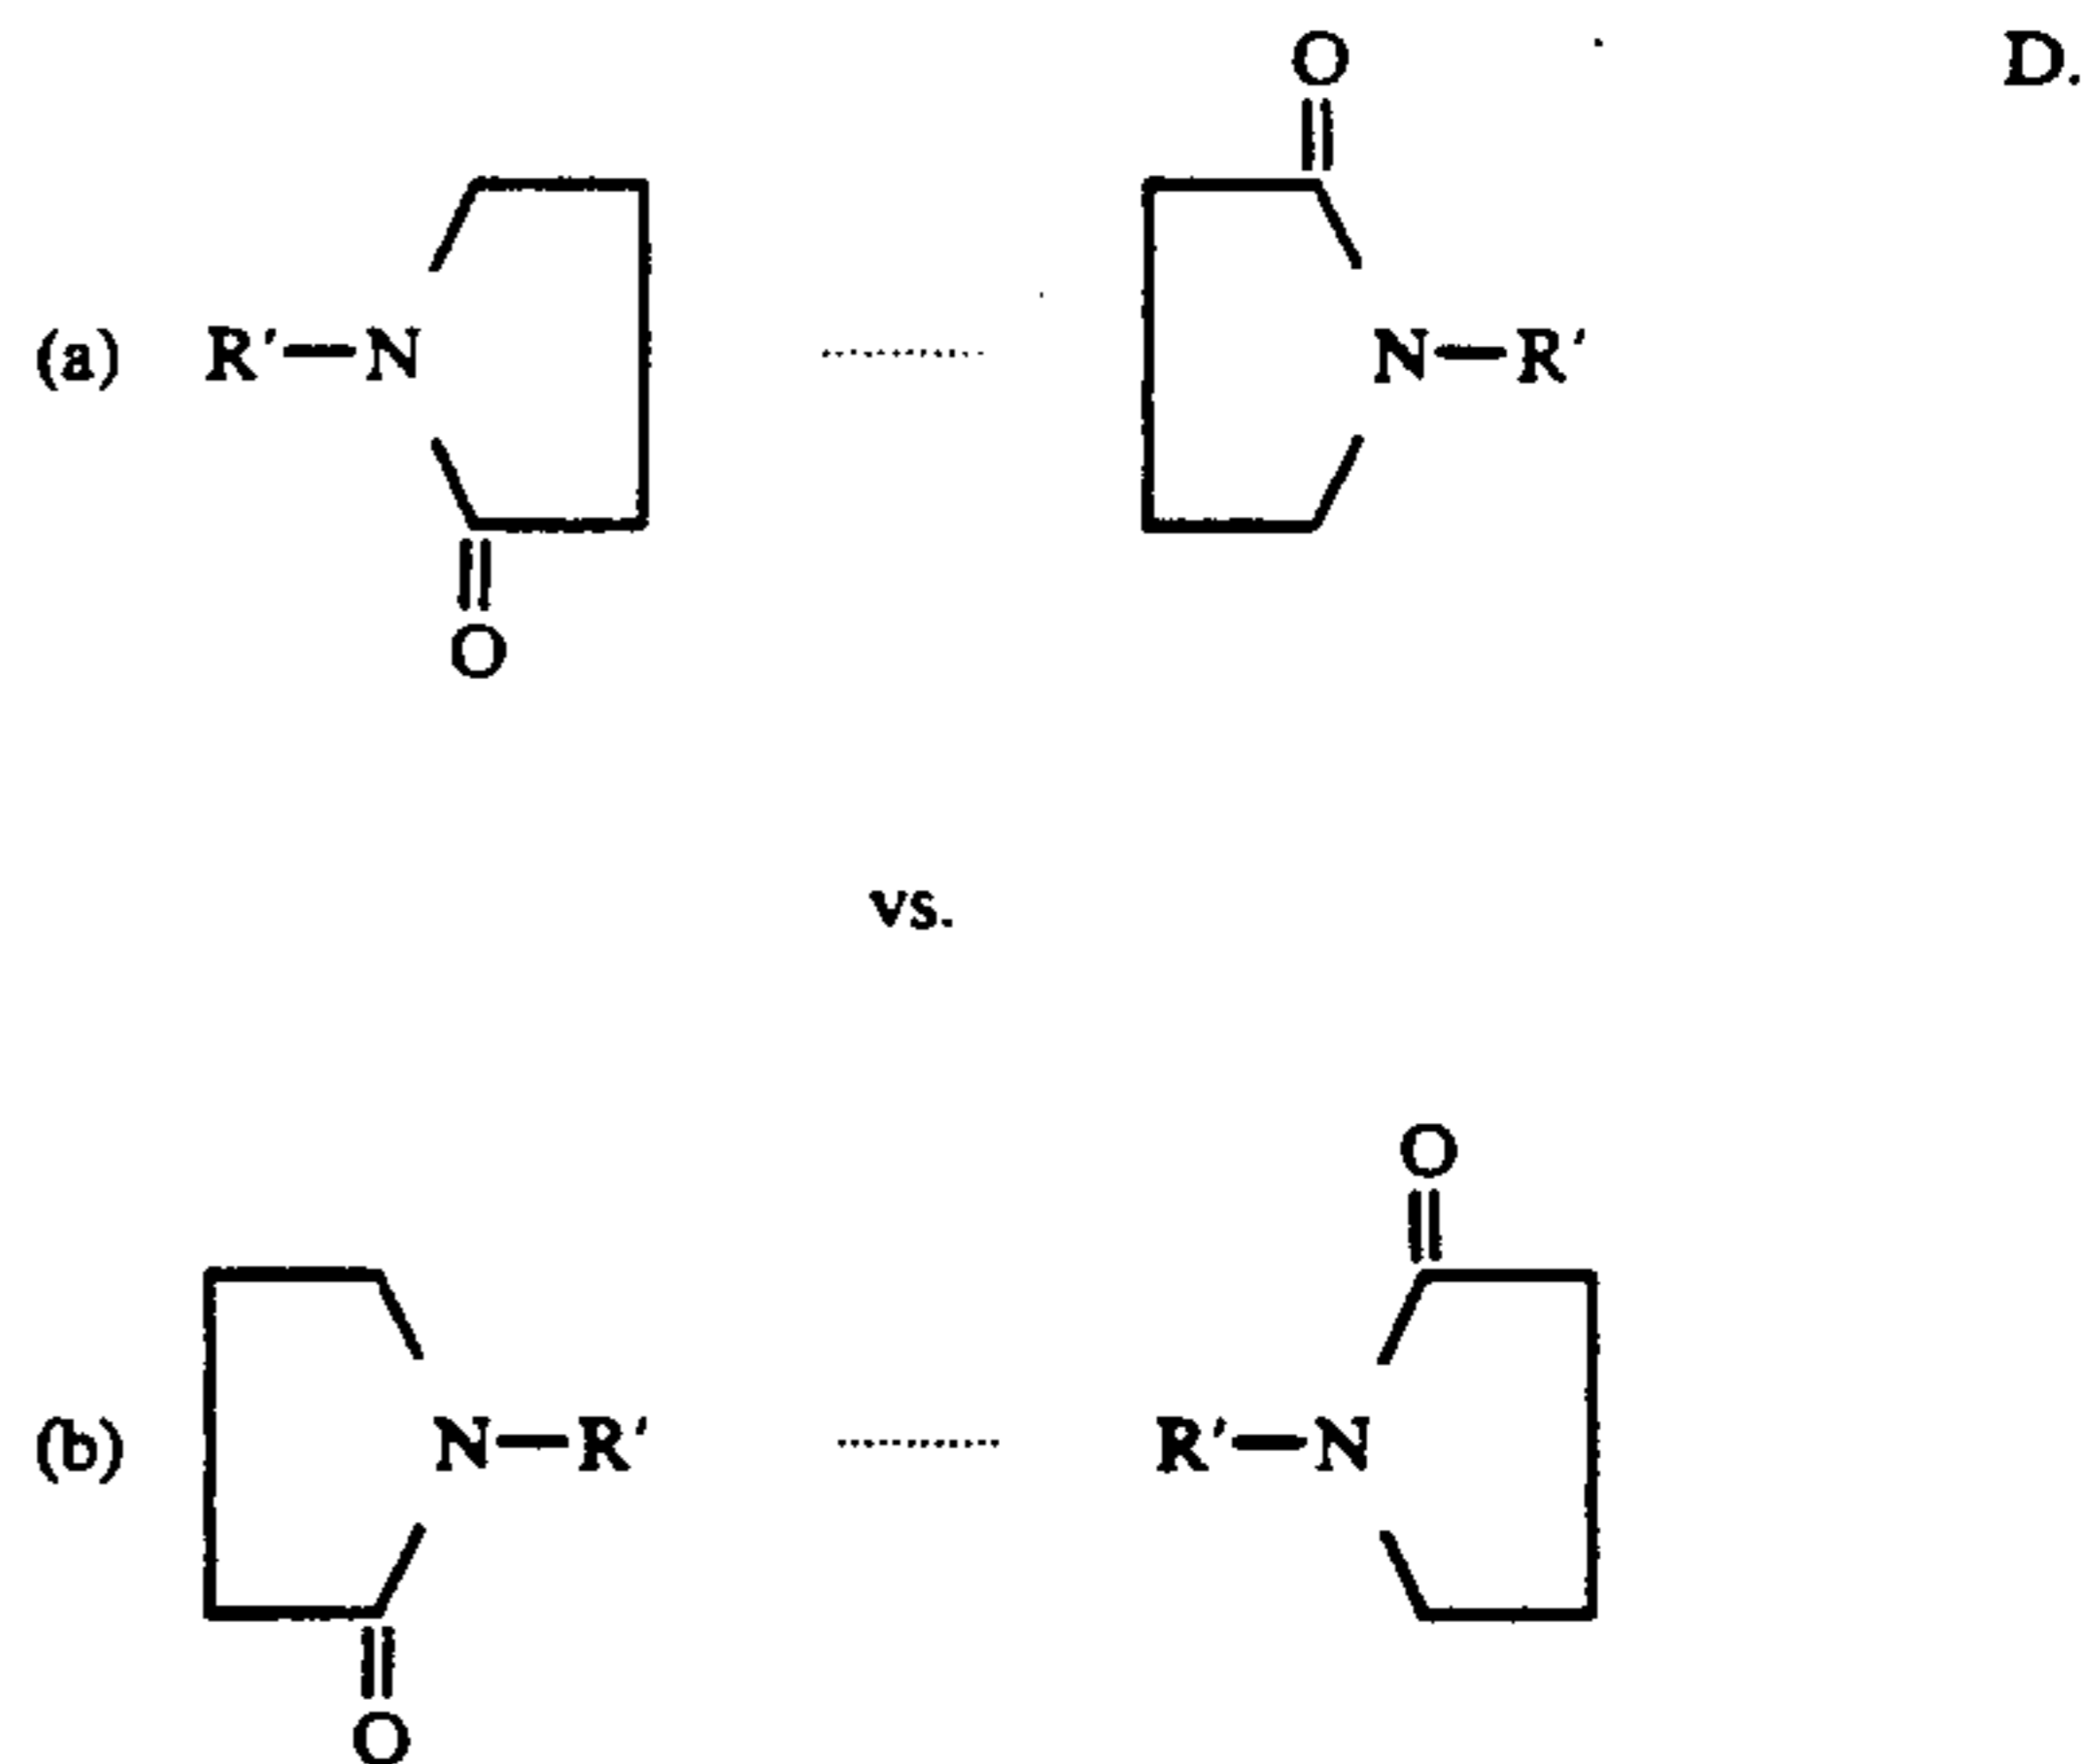 O D.
(a) R'—N N—R'
O
vs.
O
(b) N—R' R'—N
O